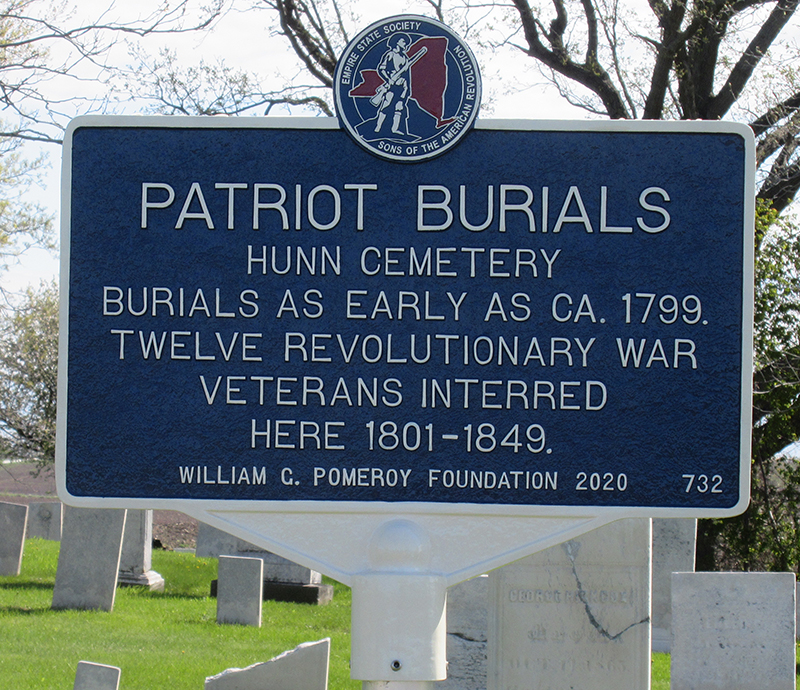 EMPIRE STATE SOCIETY
SONS OF THE AMERICAN REVOLUTION
PATRIOT BURIALS
HUNN CEMETERY
BURIALS AS EARLY AS CA. 1799.
TWELVE REVOLUTIONARY WAR
VETERANS INTERRED
HERE 1801-1849.
WILLIAM G. POMEROY FOUNDATION 2020 732
GEORGE